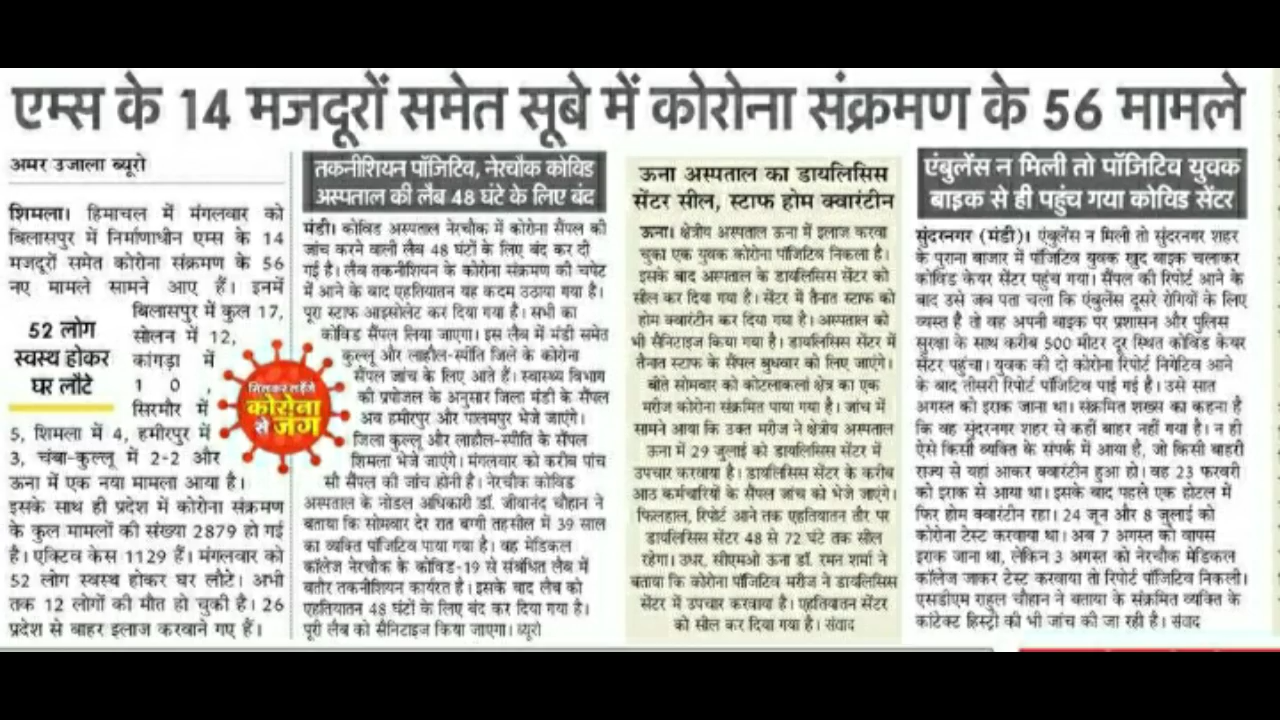 एम्स के 14 मजदूरों समेत सूबे में कोरोना संक्रमण के 56 मामले
अमर उजाला ब्यूरो
शिमला। हिमाचल में मंगलवार को
बिलासपुर में निर्माणाधीन एम्स के 14
मजदूरों समेत कोरोना संक्रमण के 56
नए मामले सामने आए हैं। इनमें
बिलासपुर में कुल 17,
सोलन में 12,
कांगड़ा में
1 0 ,
सिरमौर में
5, शिमला में 4, हमीरपुर में
3, चंबा-कुल्लू में 2-2 और
ऊना में एक नया मामला आया है।
इसके साथ ही प्रदेश में कोरोना संक्रमण
के कुल मामलों की संख्या 2879 हो गई
है। एक्टिव केस 1129 हैं। मंगलवार को
52 लोग स्वस्थ होकर घर लौटे। अभी
तक 12 लोगों की मौत हो चुकी है। 26
प्रदेश से बाहर इलाज करवाने गए हैं।
52 लोग
स्वस्थ होकर
घर लौटे
मिलकर लड़ेंगे
कोरोना
से जंग
तकनीशियन पॉजिटिव, नेरचौक कोविड
अस्पताल की लैब 48 घंटे के लिए बंद
मंडी। कोविड अस्पताल नेरचौक में कोरोना सैंपल की
जांच करने वाली लैब 48 घंटों के लिए बंद कर दी
गई है। लैब तकनीशियन के कोरोना संक्रमण की चपेट
में आने के बाद एहतियातन यह कदम उठाया गया है।
पूरा स्टाफ आइसोलेट कर दिया गया है। सभी का
कोविड सैंपल लिया जाएगा। इस लैब में मंडी समेत
कुल्लू और लाहौल-स्पीति जिले के कोरोना
सैंपल जांच के लिए आते हैं। स्वास्थ्य विभाग
की प्रपोजल के अनुसार जिला मंडी के सैंपल
अब हमीरपुर और पालमपुर भेजे जाएंगे।
जिला कुल्लू और लाहौल-स्पीति के सैंपल
शिमला भेजे जाएंगे। मंगलवार को करीब पांच
सौ सैंपल की जांच होनी है। नेरचौक कोविड
अस्पताल के नोडल अधिकारी डॉ. जीवानंद चौहान ने
बताया कि सोमवार देर रात बग्गी तहसील में 39 साल
का व्यक्ति पॉजिटिव पाया गया है। वह मेडिकल
कॉलेज नेरचौक के कोविड-19 से संबंधित लैब में
बतौर तकनीशियन कार्यरत है। इसके बाद लैब को
एहतियातन 48 घंटों के लिए बंद कर दिया गया है।
पूरी लैब को सैनिटाइज किया जाएगा। ब्यूरो
ऊना अस्पताल का डायलिसिस
सेंटर सील, स्टाफ होम क्वारंटीन
ऊना। क्षेत्रीय अस्पताल ऊना में इलाज करवा
चुका एक युवक कोरोना पॉजिटिव निकला है।
इसके बाद अस्पताल के डायलिसिस सेंटर को
सील कर दिया गया है। सेंटर में तैनात स्टाफ को
होम क्वारंटीन कर दिया गया है। अस्पताल को
भी सैनिटाइज किया गया है। डायलिसिस सेंटर में
तैनात स्टाफ के सैंपल बुधवार को लिए जाएंगे।
बीते सोमवार को कोटलाकलां क्षेत्र का एक
मरीज कोरोना संक्रमित पाया गया है। जांच में
सामने आया कि उक्त मरीज ने क्षेत्रीय अस्पताल
ऊना में 29 जुलाई को डायलिसिस सेंटर में
उपचार करवाया है। डायलिसिस सेंटर के करीब
आठ कर्मचारियों के सैंपल जांच को भेजे जाएंगे।
फिलहाल, रिपोर्ट आने तक एहतियातन तौर पर
डायलिसिस सेंटर 48 से 72 घंटे तक सील
रहेगा। उधर, सीएमओ ऊना डॉ. रमन शर्मा ने
बताया कि कोरोना पॉजिटिव मरीज ने डायलिसिस
सेंटर में उपचार करवाया है। एहतियातन सेंटर
को सील कर दिया गया है। संवाद
एंबुलेंस न मिली तो पॉजिटिव युवक
बाइक से ही पहुंच गया कोविड सेंटर
सुंदरनगर (मंडी)। एंबुलेंस न मिली तो सुंदरनगर शहर
के पुराना बाजार में पॉजिटिव युवक खुद बाइक चलाकर
कोविड केयर सेंटर पहुंच गया। सैंपल की रिपोर्ट आने के
बाद उसे जब पता चला कि एंबुलेंस दूसरे रोगियों के लिए
व्यस्त है तो वह अपनी बाइक पर प्रशासन और पुलिस
सुरक्षा के साथ करीब 500 मीटर दूर स्थित कोविड केयर
सेंटर पहुंचा। युवक की दो कोरोना रिपोर्ट निगेटिव आने
के बाद तीसरी रिपोर्ट पॉजिटिव पाई गई है। उसे सात
अगस्त को इराक जाना था। संक्रमित शख्स का कहना है
कि वह सुंदरनगर शहर से कहीं बाहर नहीं गया है। न ही
ऐसे किसी व्यक्ति के संपर्क में आया है, जो किसी बाहरी
राज्य से यहां आकर क्वारंटीन हुआ हो। वह 23 फरवरी
को इराक से आया था। इसके बाद पहले एक होटल में
फिर होम क्वारंटीन रहा। 24 जून और 8 जुलाई को
कोरोना टेस्ट करवाया था। अब 7 अगस्त को वापस
इराक जाना था, लेकिन 3 अगस्त को नेरचौक मेडिकल
कॉलेज जाकर टेस्ट करवाया तो रिपोर्ट पॉजिटिव निकली।
एसडीएम राहुल चौहान ने बताया के संक्रमित व्यक्ति के
कांटेक्ट हिस्ट्री की भी जांच की जा रही है। संवाद